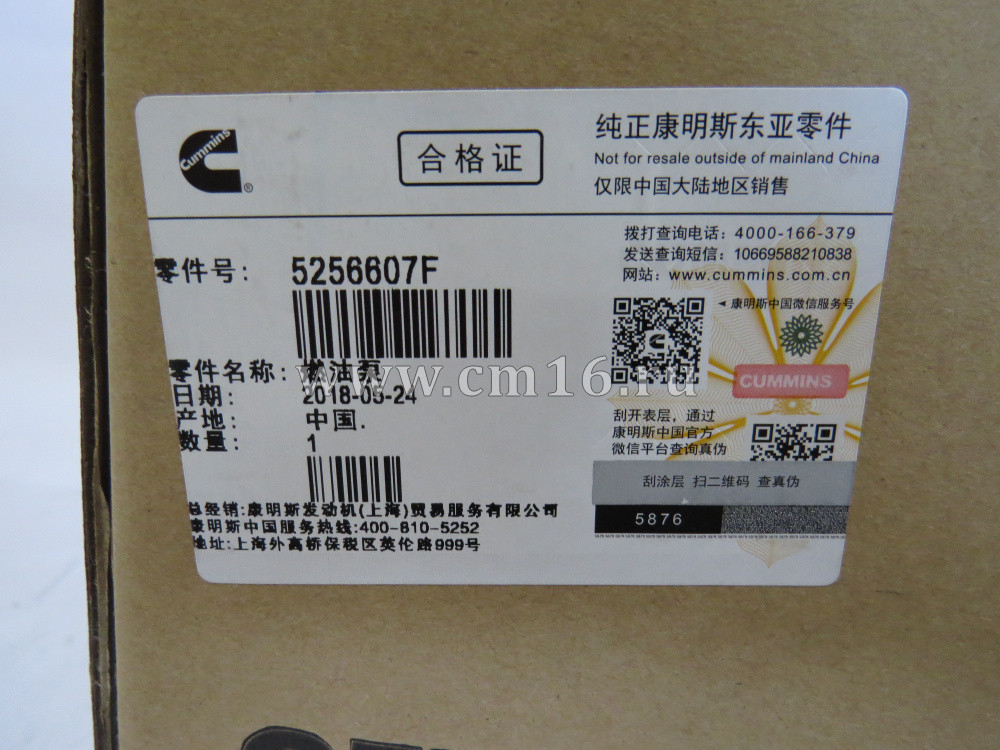 Cummins
®
合格证
纯正康明斯东亚零件
Not for resale outside of mainland China
仅限中国大陆地区销售
拨打查询电话：4000-166-379
发送查询短信：10669588210838
网站：www.cummins.com.cn
◄康明斯中国微信服务号
零件号: 5256607F
零件名称: 燃油泵
日期: 2018-05-24
产地: 中国.
数量: 1
www.cm16.ru
CUMMINS
刮开表层，通过
康明斯中国官方
微信平台查询真伪
刮涂层 扫二维码 查真伪
5876
总经销:康明斯发动机(上海)贸易服务有限公司
康明斯中国服务热线:400-810-5252
地址:上海外高桥保税区英伦路999号